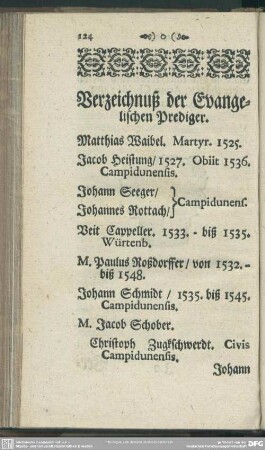 124 ❧) o (☙
Verzeichnuß der Evange-
lischen Prediger.
Matthias Waibel. Martyr. 1525.
Jacob Heistung/ 1527. Obiit 1536.
Campidunensis.
Johann Seeger/
Johannes Rottach/ } Campidunens.
Veit Cappeller. 1533. - biß 1535.
Würtenb.
M. Paulus Roßdorffer/ von 1532. -
biß 1548.
Johann Schmidt / 1535. biß 1545.
Campidunensis.
M. Jacob Schober.
Christoph Zugkschwerdt. Civis
Campidunensis.
Johann